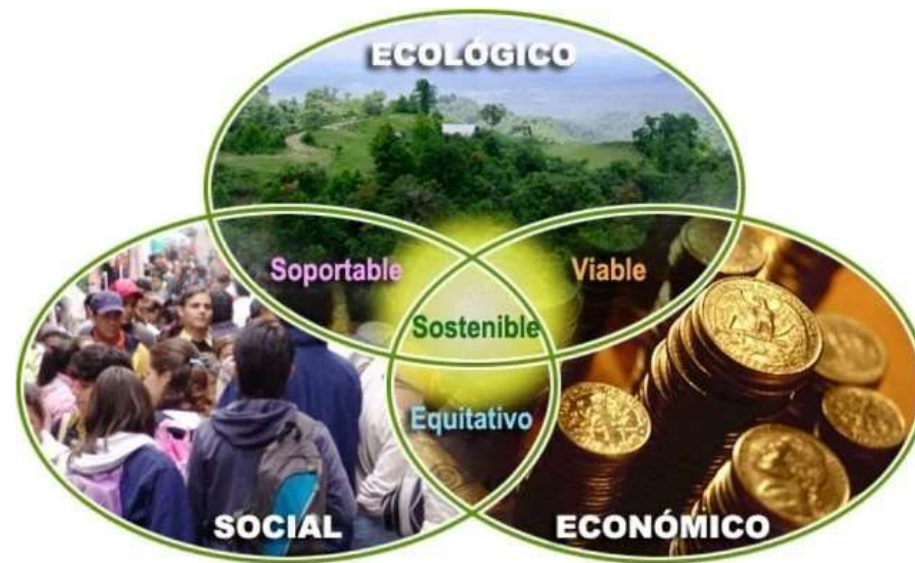 ECOLÓGICO
Soportable
Viable
Sostenible
Equitativo
SOCIAL
ECONÓMICO